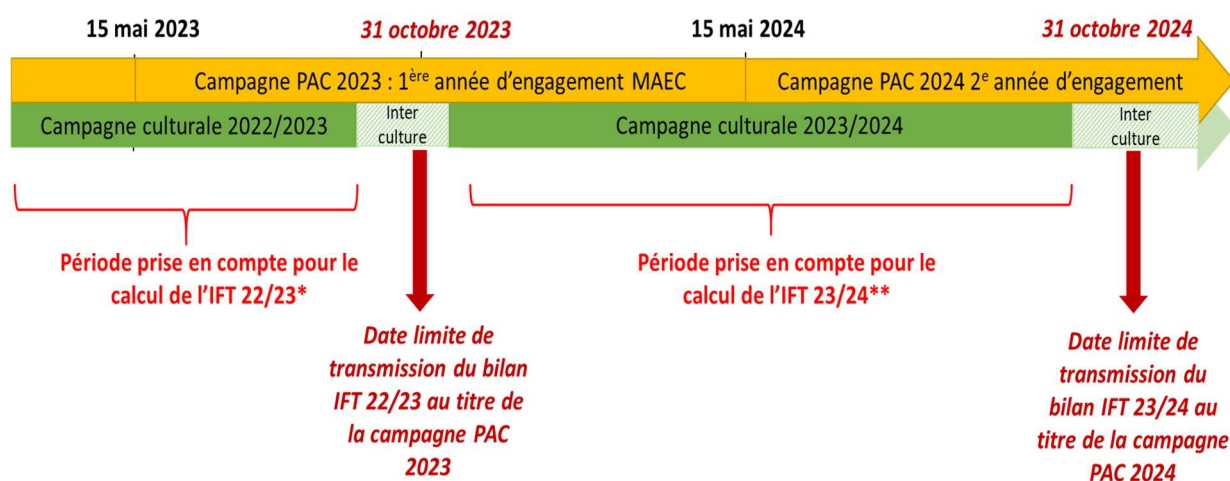 15 mai 2023
31 octobre 2023
15 mai 2024
31 octobre 2024
Campagne PAC 2023 : 1ère année d’engagement MAEC
Campagne PAC 2024 2e année d’engagement
Campagne culturale 2022/2023
Inter
culture
Campagne culturale 2023/2024
Inter
culture
Période prise en compte pour le
calcul de l’IFT 22/23*
Période prise en compte pour le
calcul de l’IFT 23/24**
Date limite de
transmission du bilan
IFT 22/23 au titre de
la campagne PAC
2023
Date limite de
transmission du
bilan IFT 23/24 au
titre de la campagne
PAC 2024